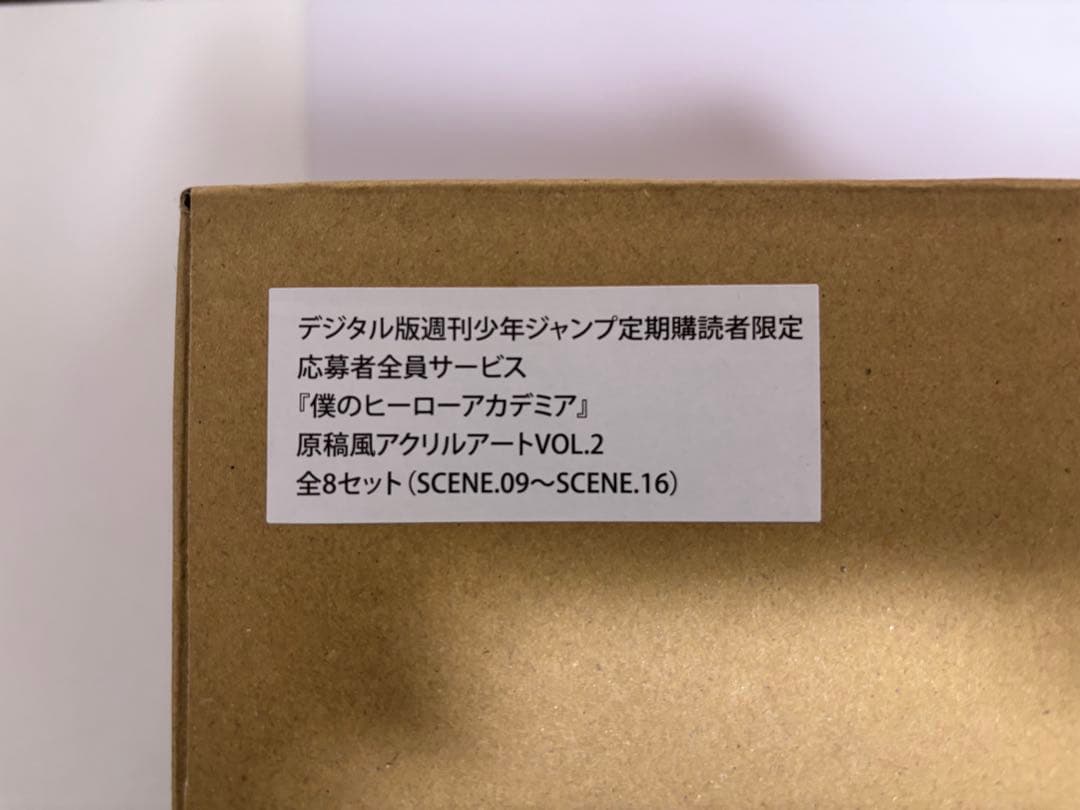 デジタル版週刊少年ジャンプ定期購読者限定
応募者全員サービス
『僕のヒーローアカデミア』
原稿風アクリルアートVOL.2
全8セット（SCENE.09～SCENE.16）